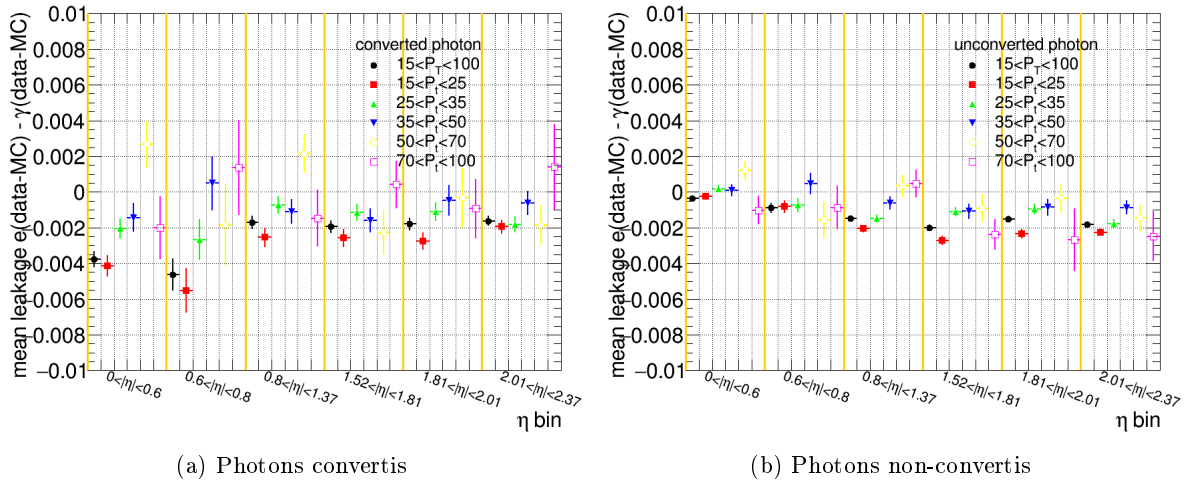 mean leakage e(data-MC) - γ(data-MC)
0.01
0.008
0.006
0.004
0.002
0
−0.002
−0.004
−0.006
−0.008
−0.01
converted photon
15<P_T<100
15<P_t<25
25<P_t<35
35<P_t<50
50<P_t<70
70<P_t<100
0<|η|<0.6
0.6<|η|<0.8
0.8<|η|<1.37
1.52<|η|<1.81
1.81<|η|<2.01
2.01<|η|<2.37
η bin
(a) Photons convertis
mean leakage e(data-MC) - γ(data-MC)
0.01
0.008
0.006
0.004
0.002
0
−0.002
−0.004
−0.006
−0.008
−0.01
unconverted photon
15<P_T<100
15<P_t<25
25<P_t<35
35<P_t<50
50<P_t<70
70<P_t<100
0<|η|<0.6
0.6<|η|<0.8
0.8<|η|<1.37
1.52<|η|<1.81
1.81<|η|<2.01
2.01<|η|<2.37
η bin
(b) Photons non-convertis